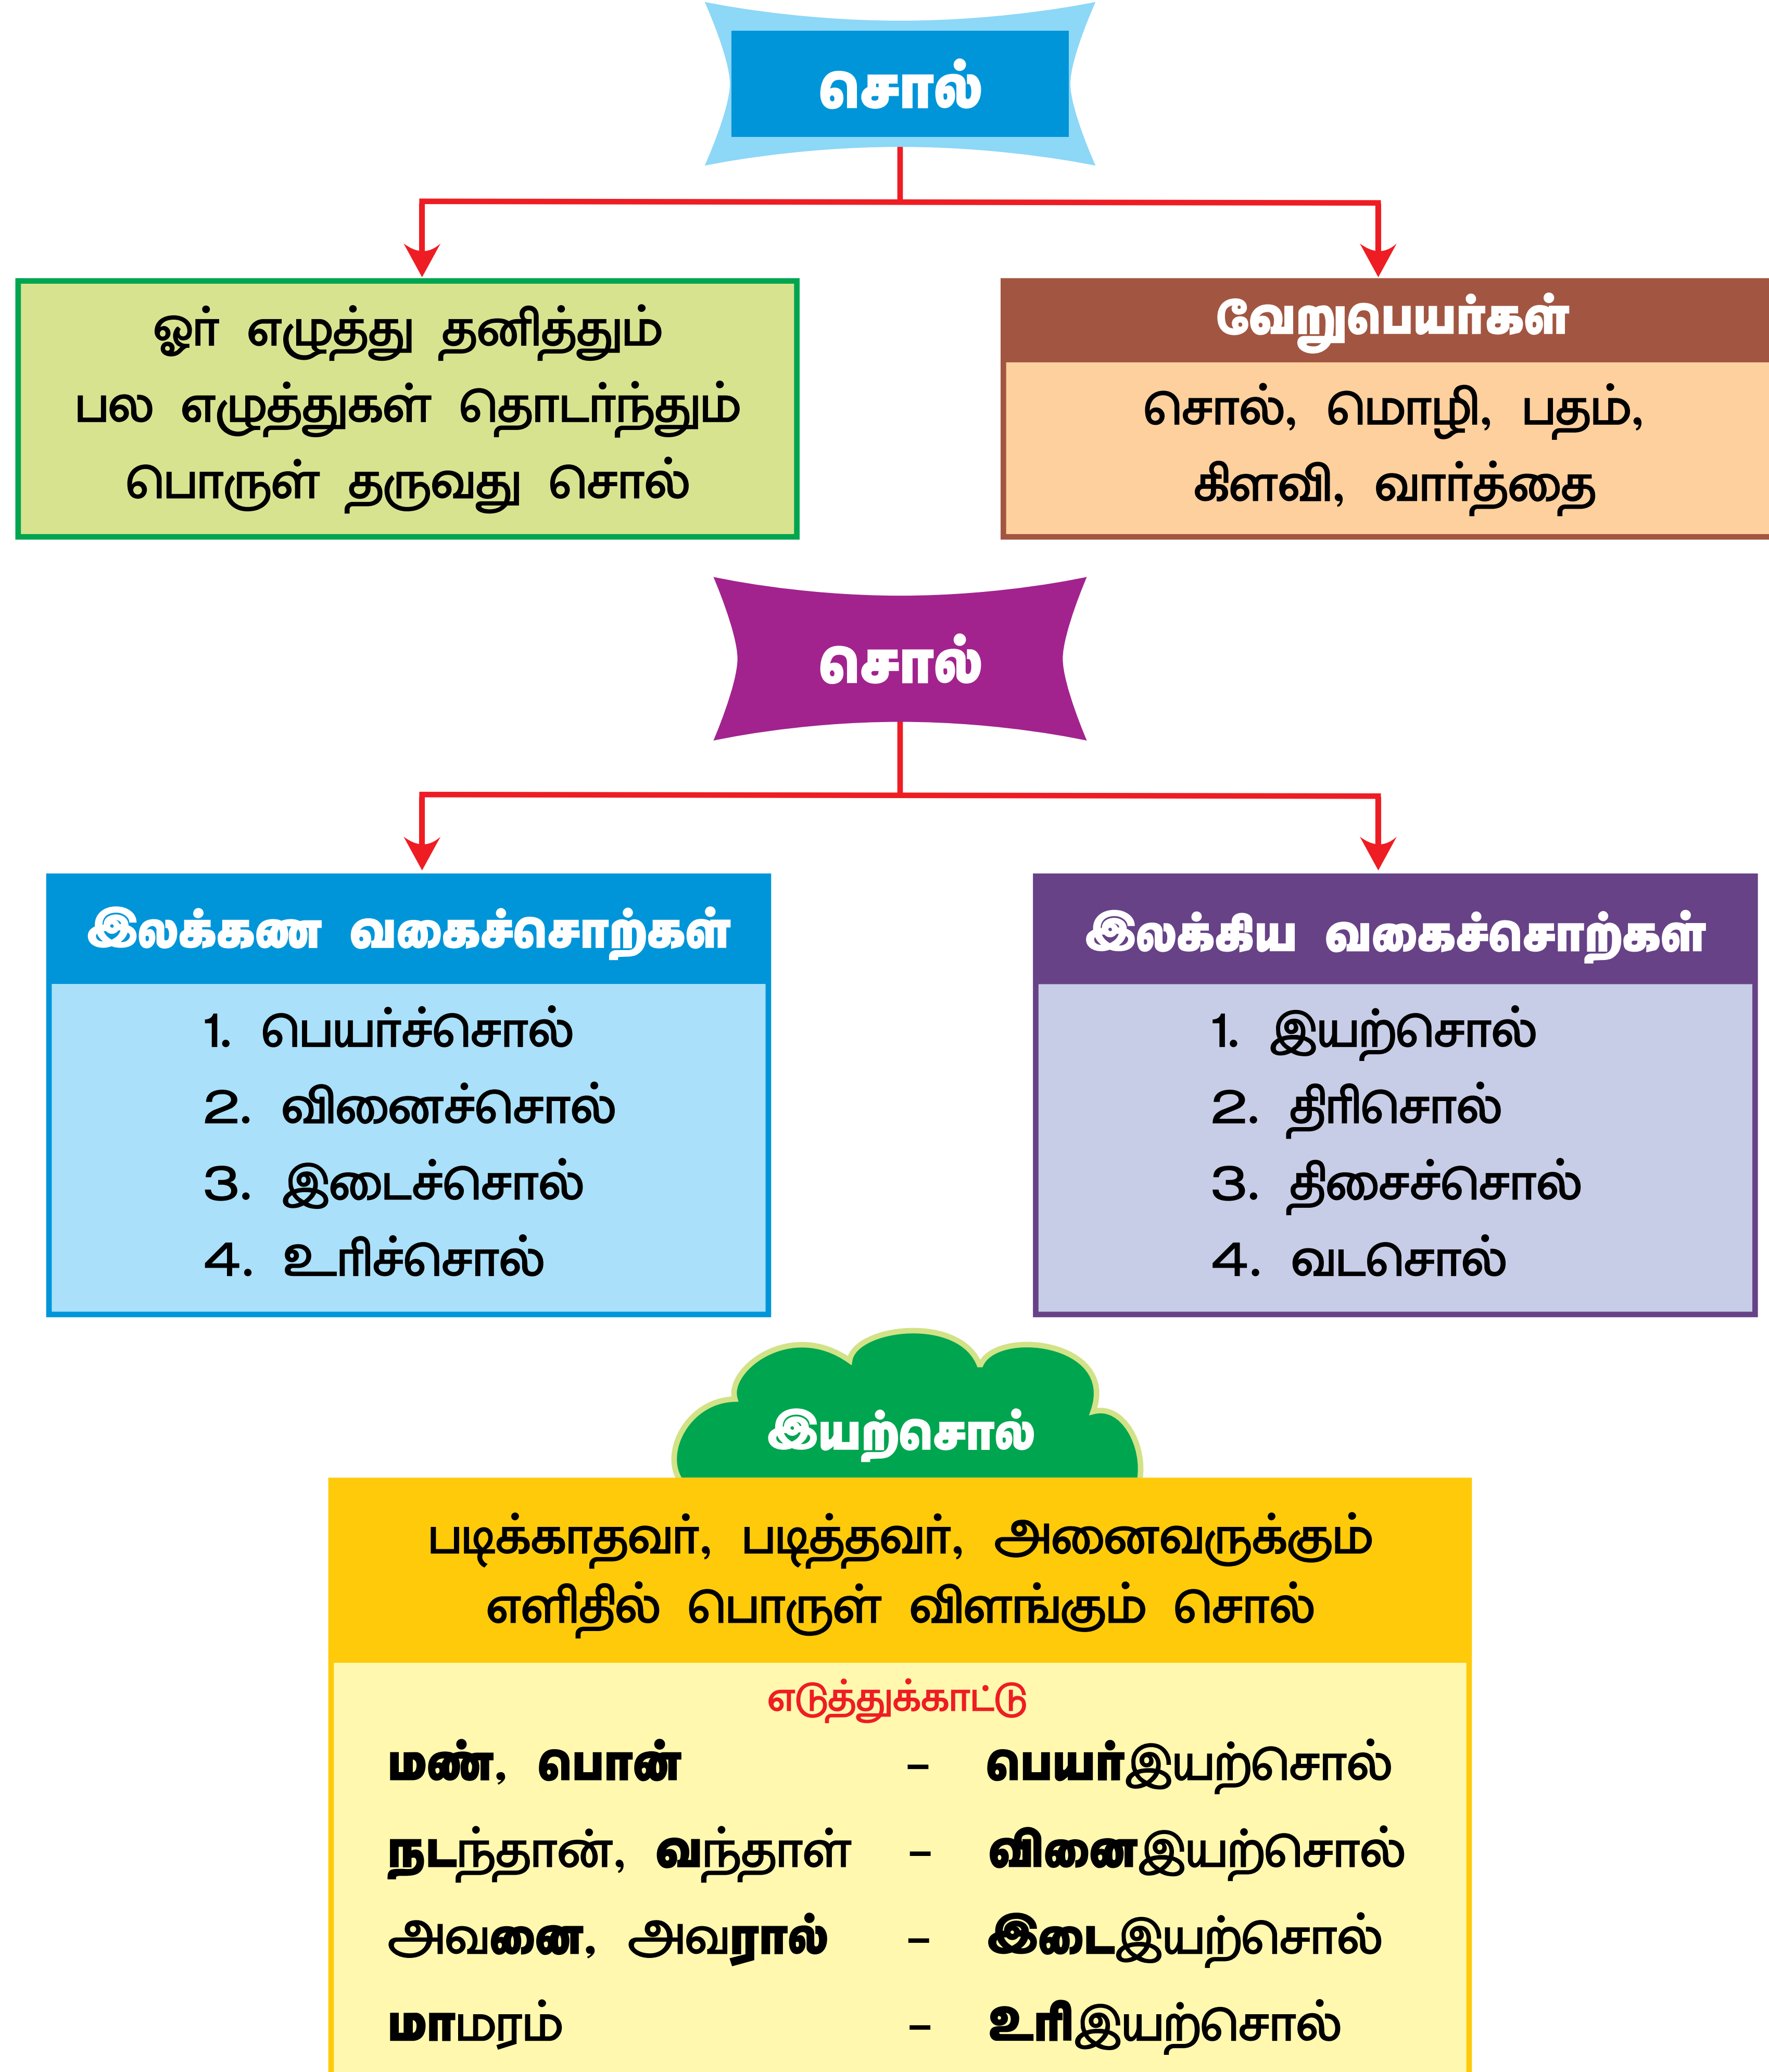 சொல்
ஓர் எழுத்து தனித்தும்
பல எழுத்துகள் தொடர்ந்தும்
பொருள் தருவது சொல்
வேறுபெயர்கள்
சொல், மொழி, பதம்,
கிளவி, வார்த்தை
சொல்
இலக்கண வகைச்சொற்கள்
1. பெயர்ச்சொல்
2. வினைச்சொல்
3. இடைச்சொல்
4. உரிச்சொல்
இலக்கிய வகைச்சொற்கள்
1. இயற்சொல்
2. திரிசொல்
3. திசைச்சொல்
4. வடசொல்
இயற்சொல்
படிக்காதவர், படித்தவர், அனைவருக்கும்
எளிதில் பொருள் விளங்கும் சொல்
எடுத்துக்காட்டு
மண், பொன் – பெயர்இயற்சொல்
நடந்தான், வந்தாள் – வினைஇயற்சொல்
அவனை, அவரால் – இடைஇயற்சொல்
மாமரம் – உரிஇயற்சொல்